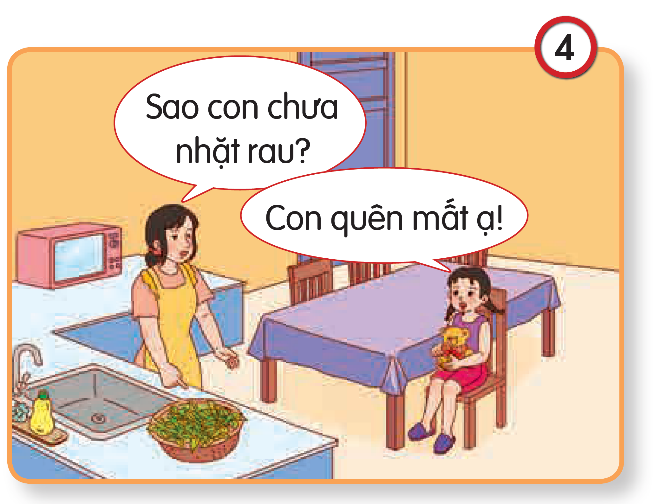 4
Sao con chưa
nhặt rau?
Con quên mất ạ!